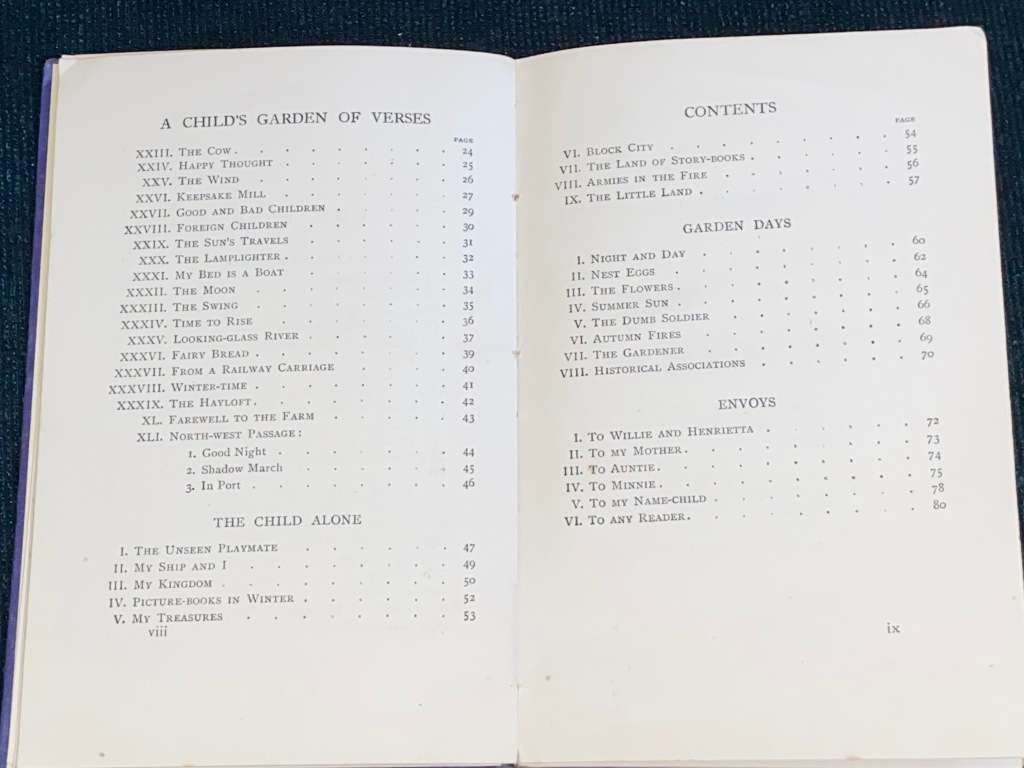 A CHILD'S GARDEN OF VERSES
PAGE
XXIII. The Cow . . . . . . . . 24
XXIV. Happy Thought . . . . . . 25
XXV. The Wind . . . . . . . 26
XXVI. Keepsake Mill . . . . . . 27
XXVII. Good and Bad Children . . . . . 29
XXVIII. Foreign Children . . . . . . 30
XXIX. The Sun's Travels . . . . . . 31
XXX. The Lamplighter . . . . . . 32
XXXI. My Bed is a Boat . . . . . . 33
XXXII. The Moon . . . . . . . 34
XXXIII. The Swing . . . . . . . 35
XXXIV. Time to Rise . . . . . . 36
XXXV. Looking-glass River . . . . . . 37
XXXVI. Fairy Bread . . . . . . . 39
XXXVII. From a Railway Carriage . . . . . 40
XXXVIII. Winter-time . . . . . . . 41
XXXIX. The Hayloft . . . . . . . 42
XL. Farewell to the Farm . . . . . 43
XLI. North-west Passage:
1. Good Night . . . . . . 44
2. Shadow March . . . . . . 45
3. In Port . . . . . . . 46
THE CHILD ALONE
I. The Unseen Playmate . . . . . . 47
II. My Ship and I . . . . . . . 49
III. My Kingdom . . . . . . . 50
IV. Picture-books in Winter . . . . . . 52
V. My Treasures . . . . . . . 53
viii
CONTENTS
PAGE
VI. Block City . . . . . . . 54
VII. The Land of Story-books . . . . . . 55
VIII. Armies in the Fire . . . . . . 56
IX. The Little Land . . . . . . . 57
GARDEN DAYS
I. Night and Day . . . . . . . 60
II. Nest Eggs . . . . . . . 62
III. The Flowers . . . . . . . 64
IV. Summer Sun . . . . . . . 65
V. The Dumb Soldier . . . . . . 66
VI. Autumn Fires . . . . . . . 68
VII. The Gardener . . . . . . . 69
VIII. Historical Associations . . . . . . 70
ENVOYS
I. To Willie and Henrietta . . . . . . 72
II. To my Mother . . . . . . . 73
III. To Auntie . . . . . . . 74
IV. To Minnie . . . . . . . 75
V. To my Name-child . . . . . . . 78
VI. To any Reader . . . . . . . 80
ix